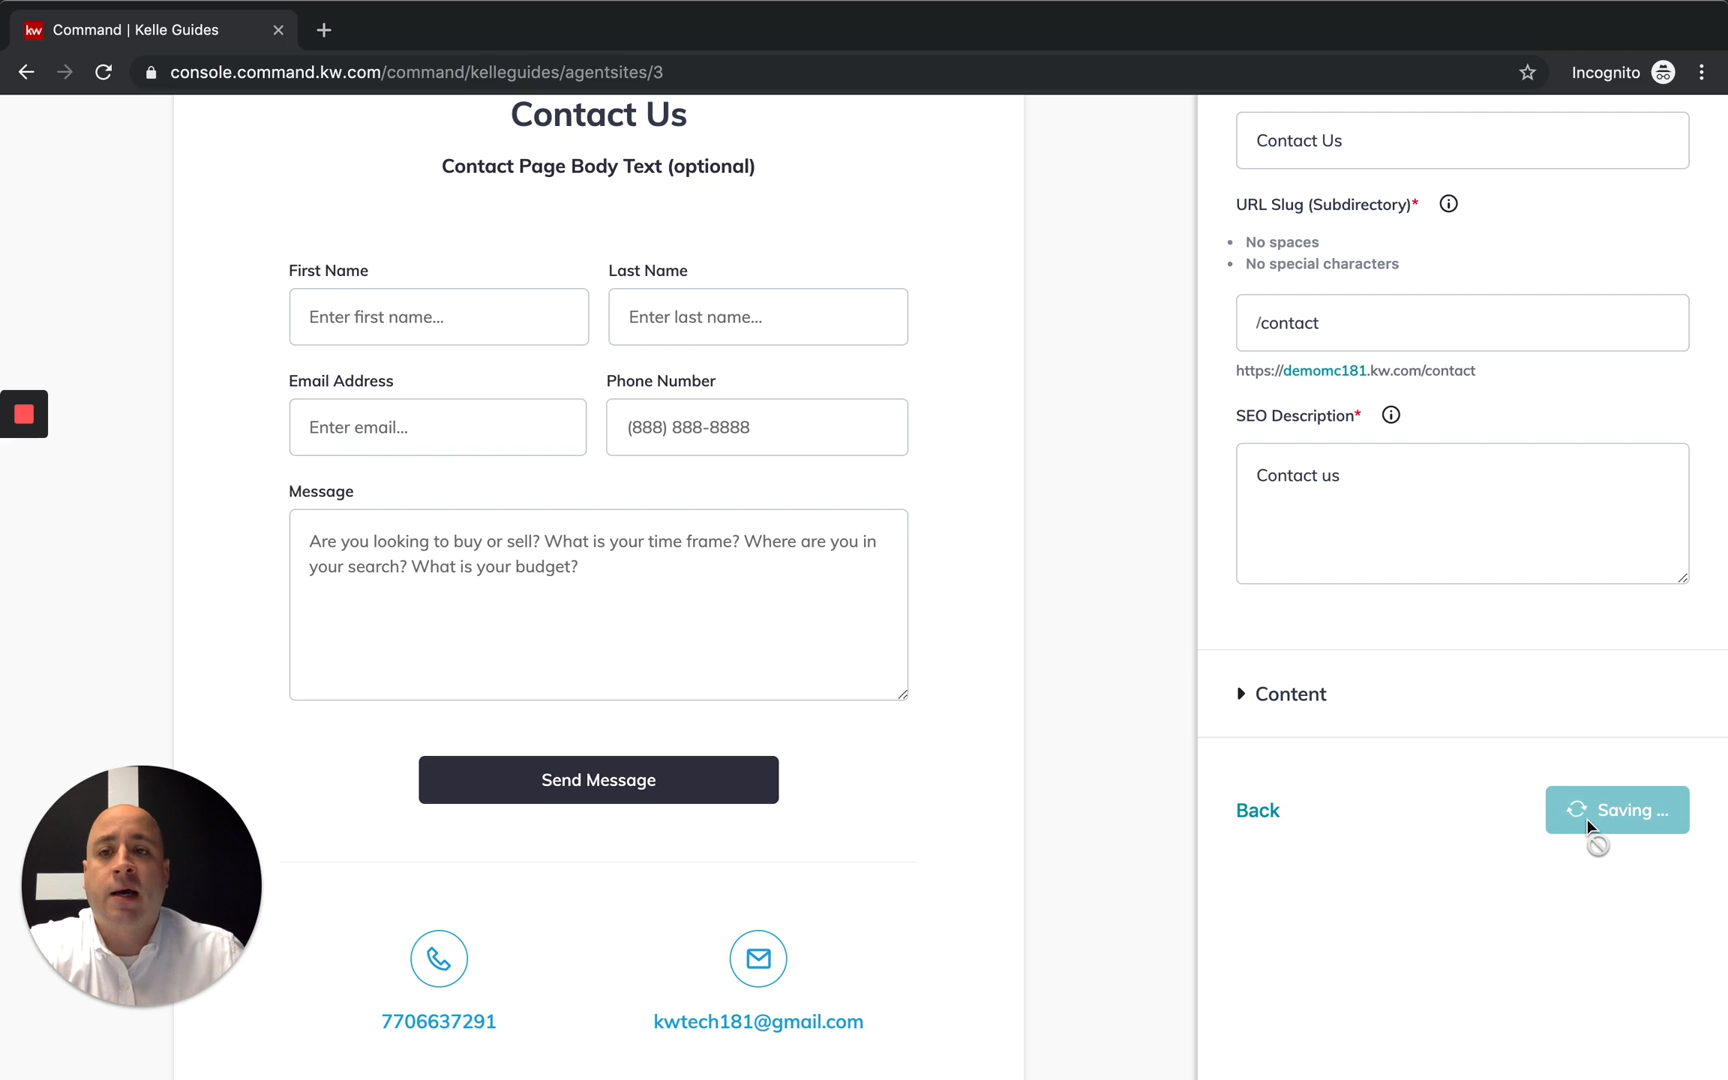 kw Command | Kelle Guides
console.command.kw.com/command/kelleguides/agentsites/3
Incognito
Contact Us
Contact Page Body Text (optional)
First Name
Last Name
Enter first name...
Enter last name...
Email Address
Phone Number
Enter email...
(888) 888-8888
Message
Are you looking to buy or sell? What is your time frame? Where are you in
your search? What is your budget?
Send Message
7706637291
kwtech181@gmail.com
Contact Us
URL Slug (Subdirectory)*
• No spaces
• No special characters
/contact
https://demomc181.kw.com/contact
SEO Description*
Contact us
Content
Back
Saving ...